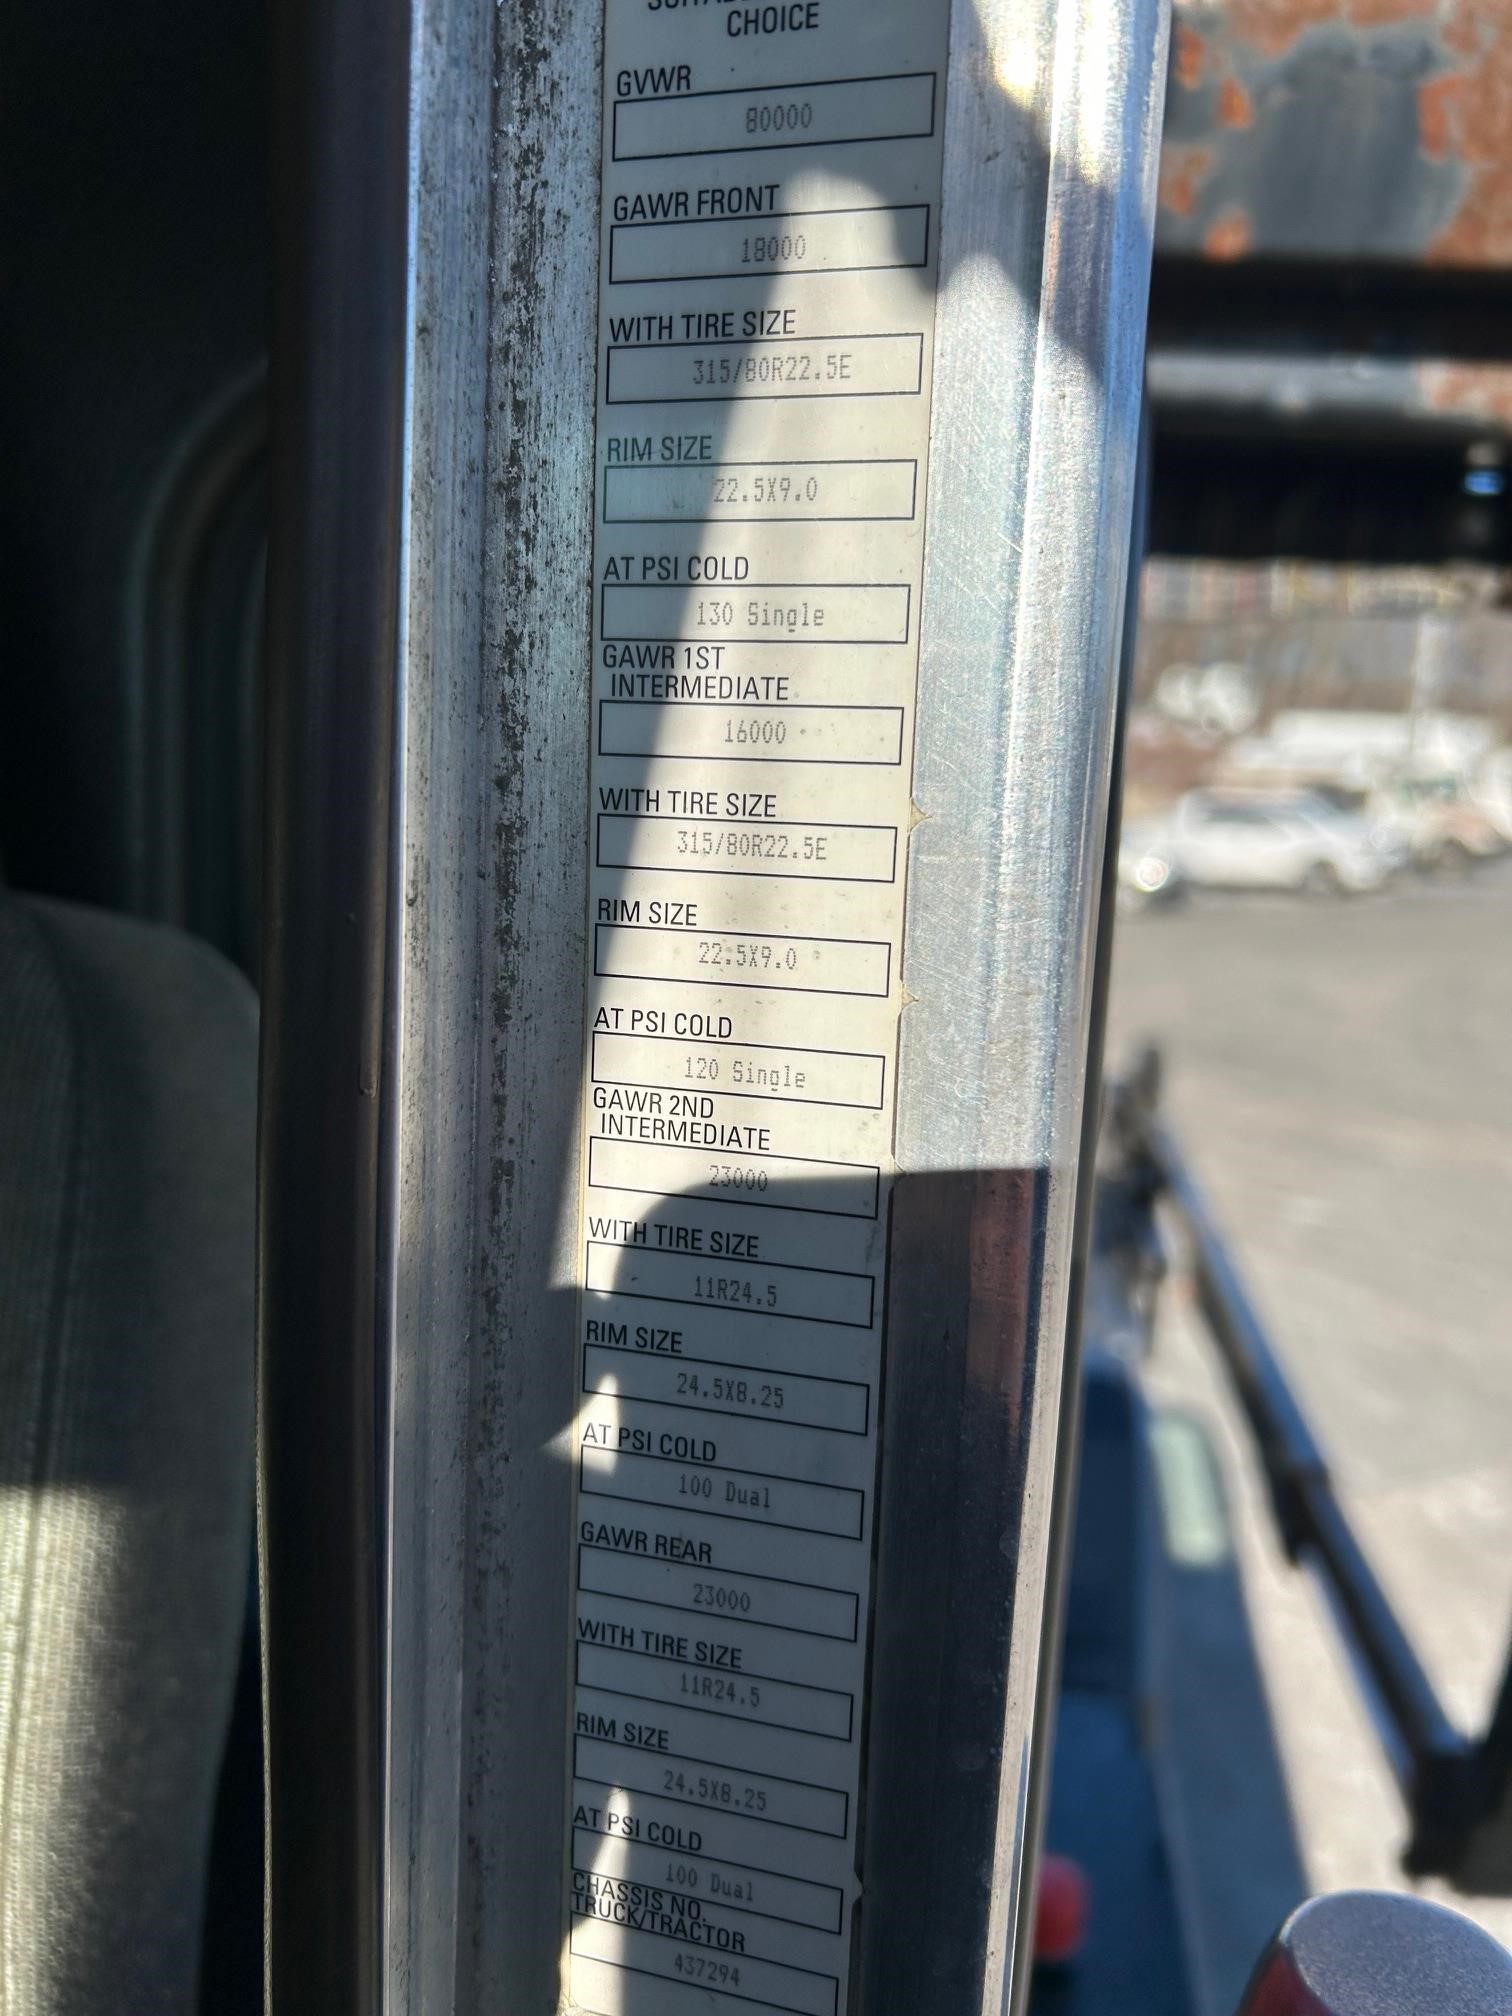 CHOICE
GVWR
80000
GAWR FRONT
18000
WITH TIRE SIZE
315/80R22.5E
RIM SIZE
22.5X9.0
AT PSI COLD
130 Single
GAWR 1ST
INTERMEDIATE
16000
WITH TIRE SIZE
315/80R22.5E
RIM SIZE
22.5X9.0
AT PSI COLD
120 Single
GAWR 2ND
INTERMEDIATE
23000
WITH TIRE SIZE
11R24.5
RIM SIZE
24.5X8.25
AT PSI COLD
100 Dual
GAWR REAR
23000
WITH TIRE SIZE
11R24.5
RIM SIZE
24.5X8.25
AT PSI COLD
100 Dual
CHASSIS NO.
TRUCK/TRACTOR
437294